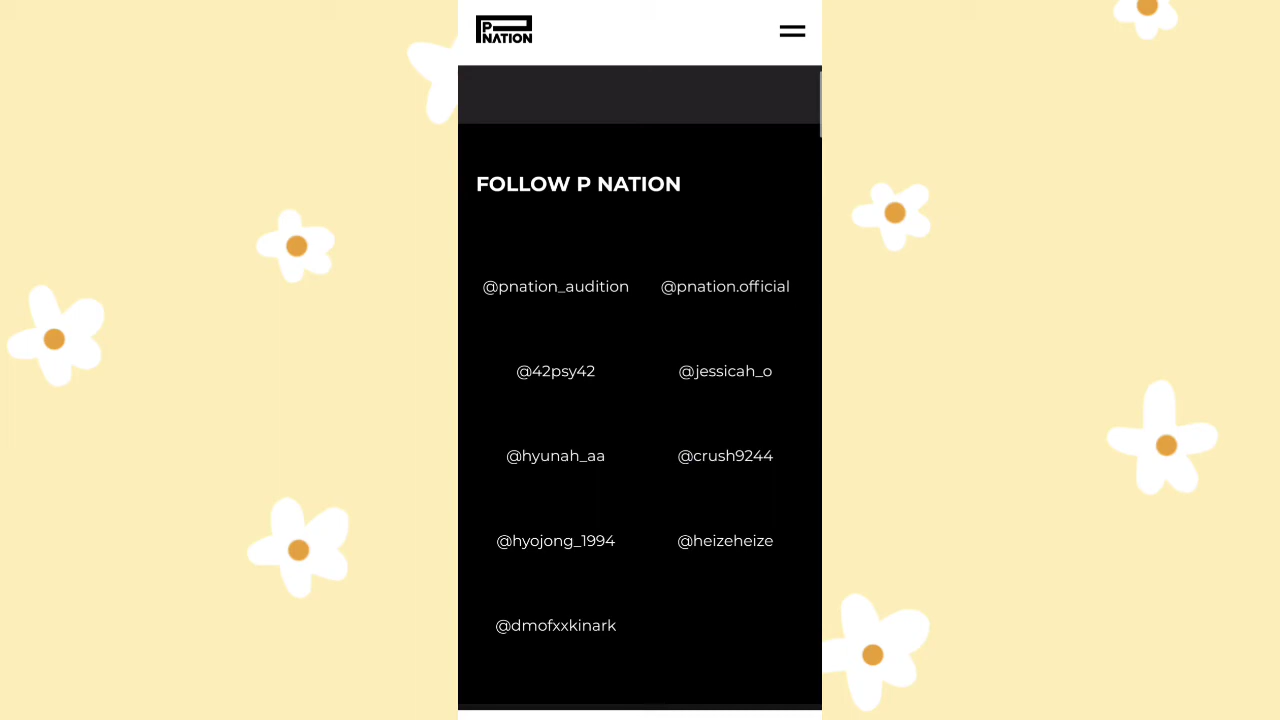 P
NATION
FOLLOW P NATION
@pnation_audition @pnation.official
@42psy42 @jessicah_o
@hyunah_aa @crush9244
@hyojong_1994 @heizeheize
@dmofxxkinark